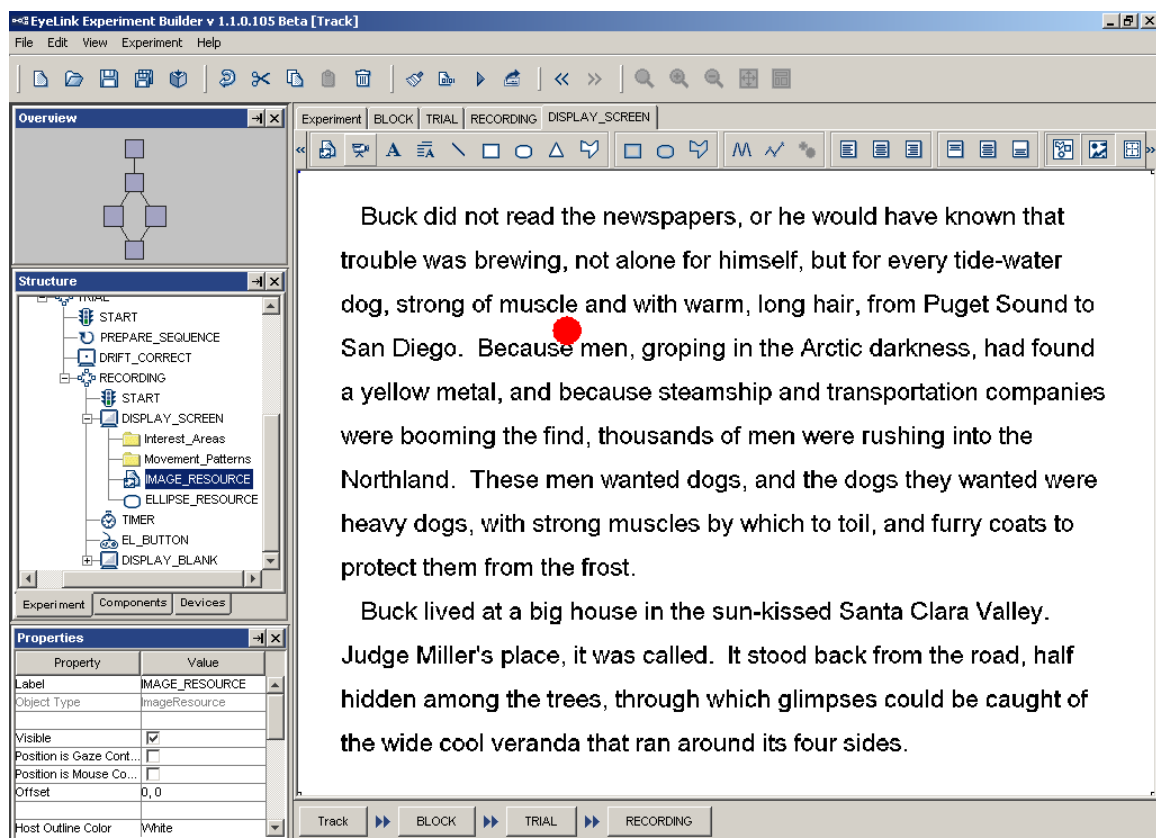 EyeLink Experiment Builder v 1.1.0.105 Beta [Track]
File Edit View Experiment Help
Overview
Experiment BLOCK TRIAL RECORDING DISPLAY_SCREEN
Structure
TRIAL
START
PREPARE_SEQUENCE
DRIFT_CORRECT
RECORDING
START
DISPLAY_SCREEN
Interest_Areas
Movement_Patterns
IMAGE_RESOURCE
ELLIPSE_RESOURCE
TIMER
EL_BUTTON
DISPLAY_BLANK
Experiment Components Devices
Properties
Property Value
Label IMAGE_RESOURCE
Object Type ImageResource
Visible
Position is Gaze Cont...
Position is Mouse Co...
Offset 0, 0
Host Outline Color White
Buck did not read the newspapers, or he would have known that
trouble was brewing, not alone for himself, but for every tide-water
dog, strong of muscle and with warm, long hair, from Puget Sound to
San Diego. Because men, groping in the Arctic darkness, had found
a yellow metal, and because steamship and transportation companies
were booming the find, thousands of men were rushing into the
Northland. These men wanted dogs, and the dogs they wanted were
heavy dogs, with strong muscles by which to toil, and furry coats to
protect them from the frost.
Buck lived at a big house in the sun-kissed Santa Clara Valley.
Judge Miller's place, it was called. It stood back from the road, half
hidden among the trees, through which glimpses could be caught of
the wide cool veranda that ran around its four sides.
Track BLOCK TRIAL RECORDING